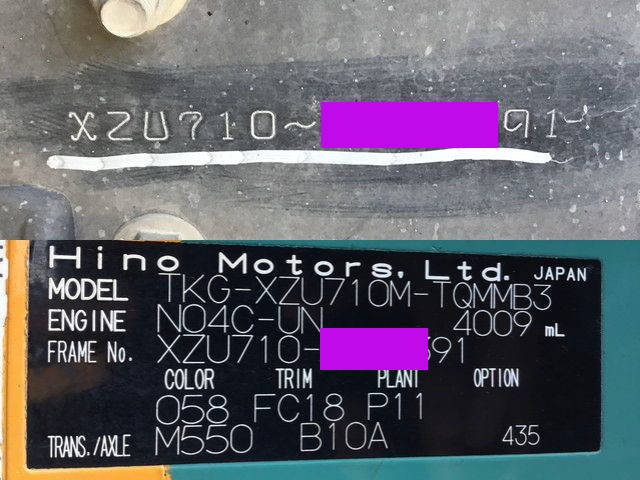 XZU710~ 91-
Hino Motors, Ltd. JAPAN
MODEL TKG-XZU710M-TQMMB3
ENGINE N04C-UN 4009 mL
FRAME No. XZU710- 91
COLOR TRIM PLANT OPTION
058 FC18 P11
TRANS./AXLE M550 B10A 435